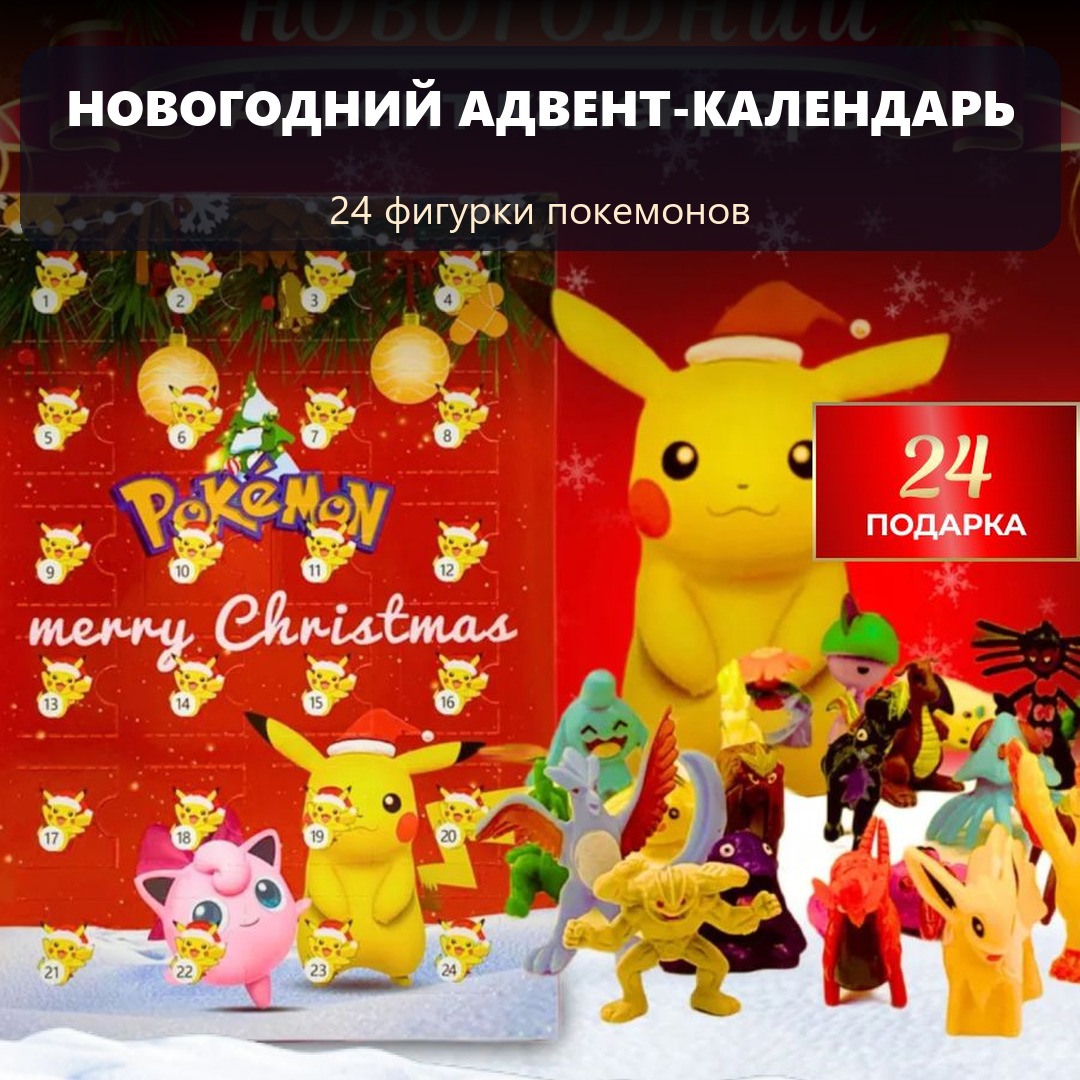 новогодний
НОВОГОДНИЙ АДВЕНТ-КАЛЕНДАРЬ
24 фигурки покемонов
1 2 3 4
5 6 7 8
24
ПОДАРКА
POKéMON
9 10 11 12
merry Christmas
13 14 15 16
17 18 19 20
21 22 23 24